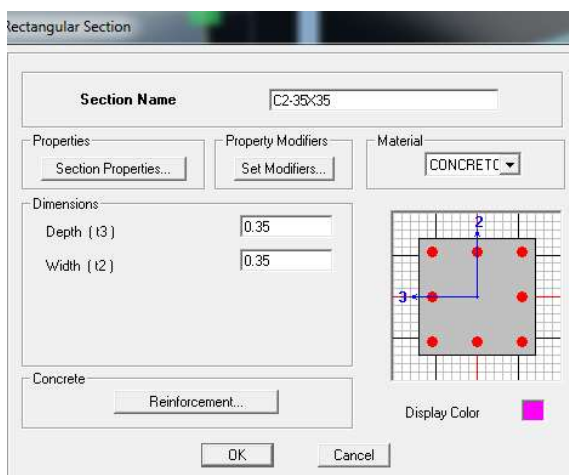 Rectangular Section
Section Name
C2-35X35
Properties
Section Properties...
Property Modifiers
Set Modifiers...
Material
CONCRETC
Dimensions
Depth ( t3 )
0.35
Width ( t2 )
0.35
2
3
Concrete
Reinforcement...
Display Color
OK
Cancel